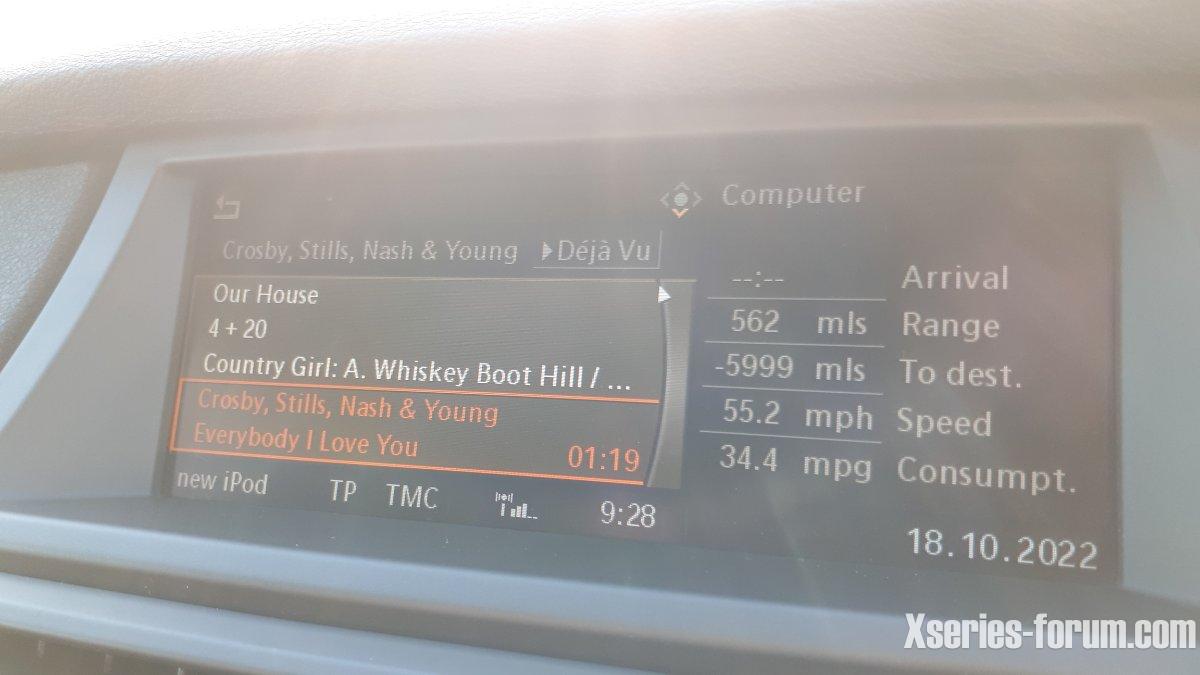 Computer
Crosby, Stills, Nash & Young Déjà Vu
Our House
4 + 20
Country Girl: A. Whiskey Boot Hill / ...
Crosby, Stills, Nash & Young
Everybody I Love You 01:19
new iPod TP TMC 9:28
--:-- Arrival
562 mls Range
-5999 mls To dest.
55.2 mph Speed
34.4 mpg Consumpt.
18.10.2022
Xseries-forum.com